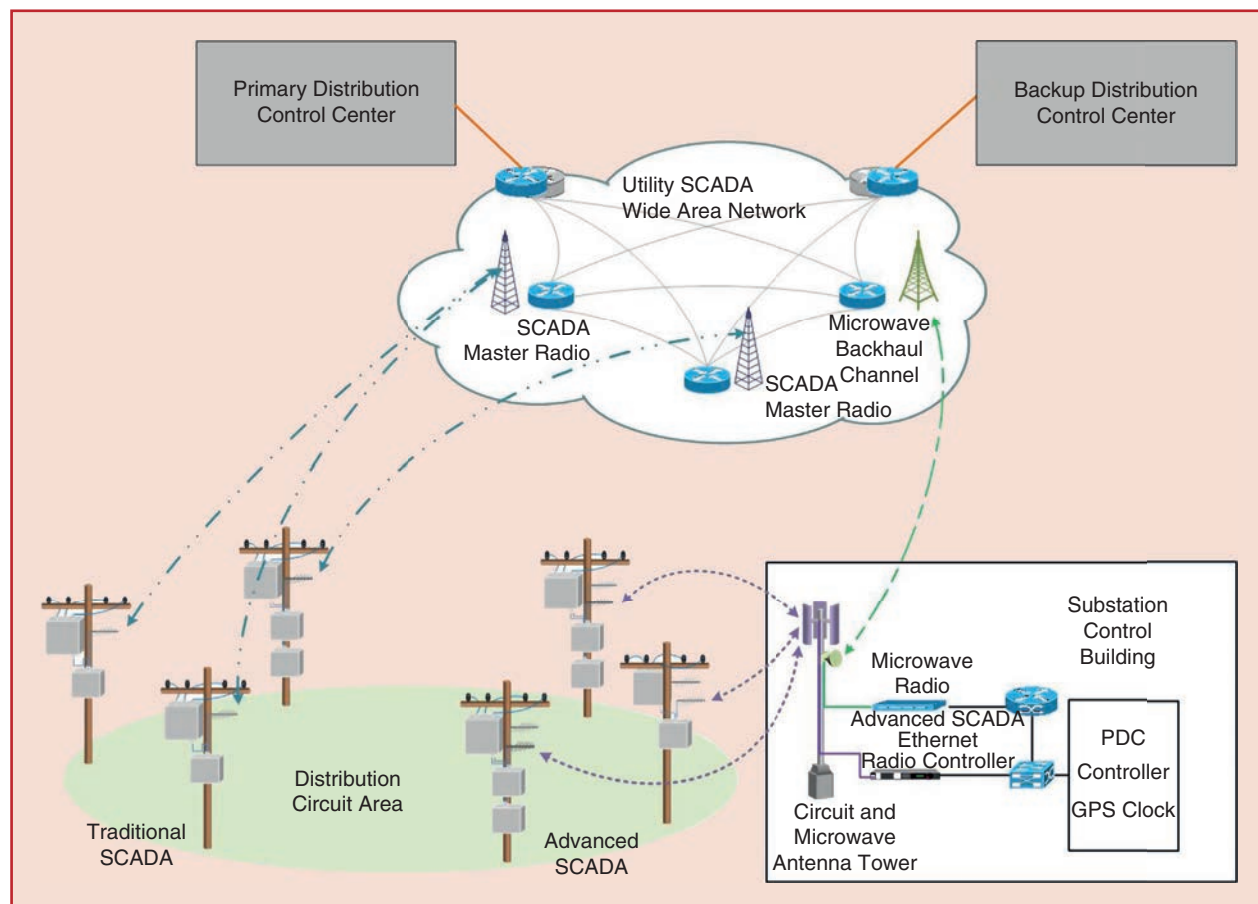 Primary Distribution
Control Center
Backup Distribution
Control Center
Utility SCADA
Wide Area Network
SCADA
Master Radio
Microwave
Backhaul
Channel
SCADA
Master Radio
Substation
Control
Building
Microwave
Radio
Advanced SCADA
Ethernet
Radio Controller
PDC
Controller
GPS Clock
Circuit and
Microwave
Antenna Tower
Distribution
Circuit Area
Traditional
SCADA
Advanced
SCADA